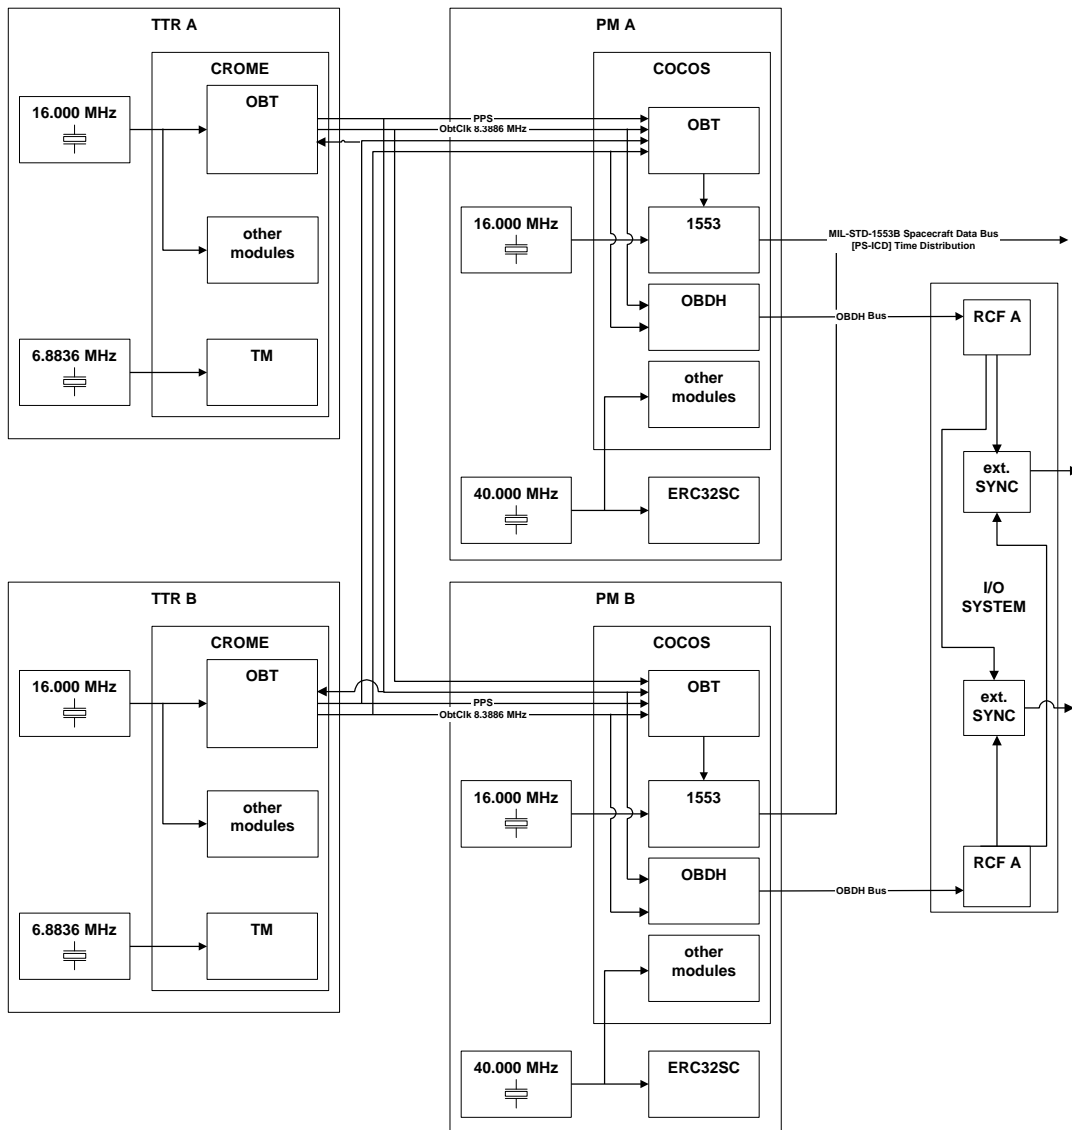 TTR A
CROME
16.000 MHz
OBT
other
modules
6.8836 MHz
TM
PPS
ObtClk 8.3886 MHz
PM A
COCOS
OBT
16.000 MHz
1553
OBDH
other
modules
40.000 MHz
ERC32SC
MIL-STD-1553B Spacecraft Data Bus
[PS-ICD] Time Distribution
OBDH Bus
RCF A
ext.
SYNC
I/O
SYSTEM
ext.
SYNC
RCF A
TTR B
CROME
16.000 MHz
OBT
other
modules
6.8836 MHz
TM
PPS
ObtClk 8.3886 MHz
PM B
COCOS
OBT
16.000 MHz
1553
OBDH
other
modules
40.000 MHz
ERC32SC
OBDH Bus